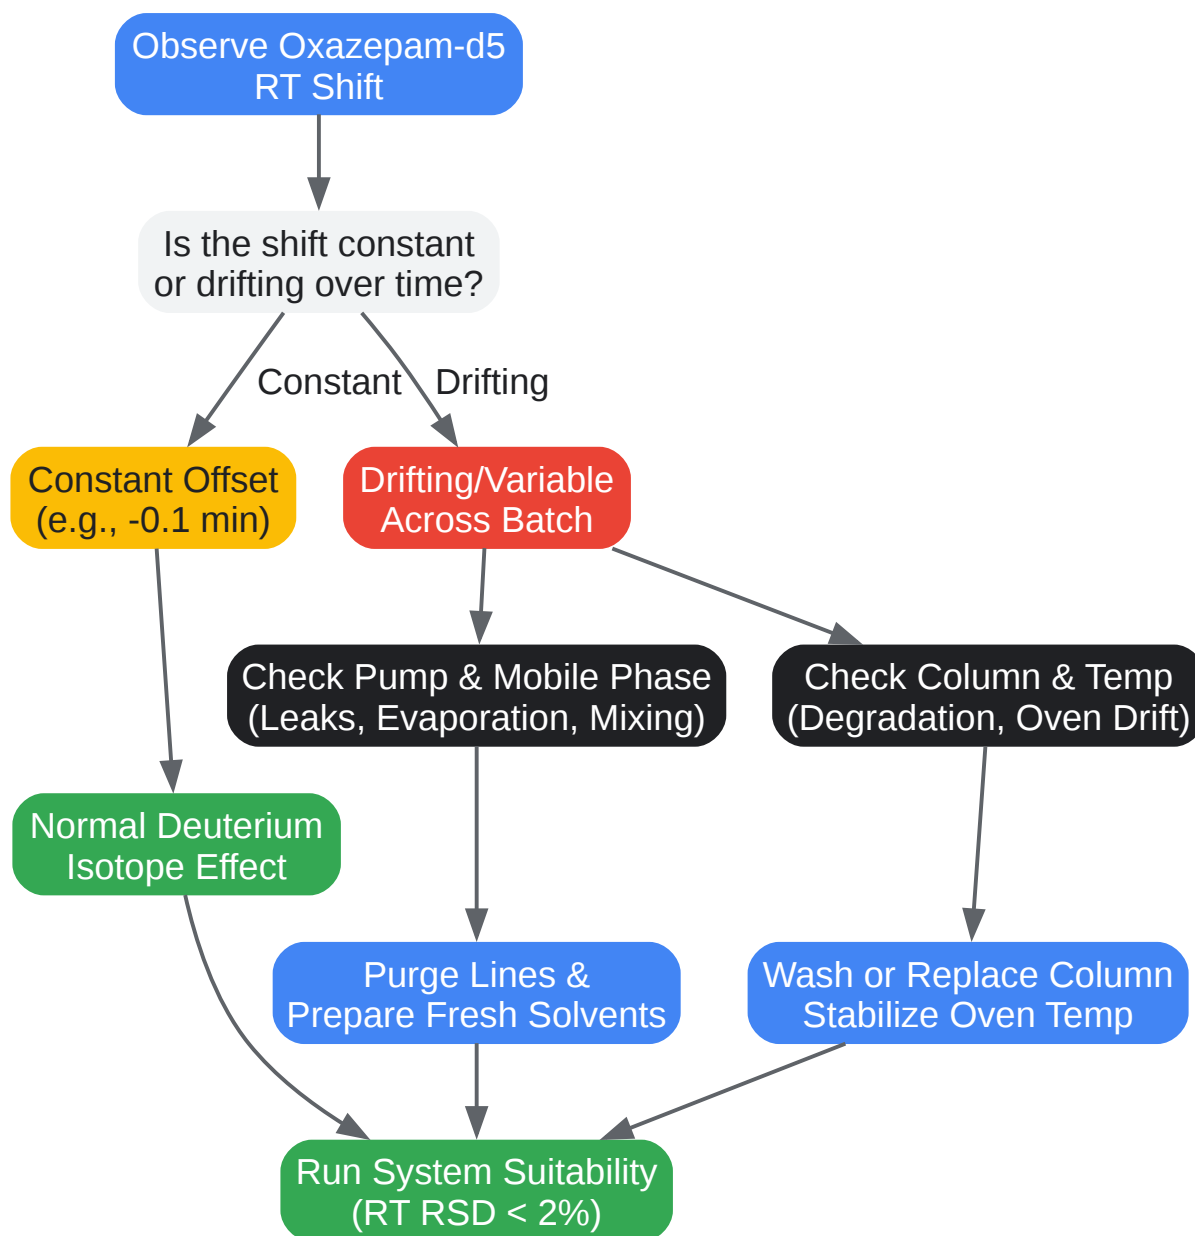 Observe Oxazepam-d5
RT Shift
Is the shift constant
or drifting over time?
Constant
Drifting
Constant Offset
(e.g., -0.1 min)
Drifting/Variable
Across Batch
Check Pump & Mobile Phase
(Leaks, Evaporation, Mixing)
Check Column & Temp
(Degradation, Oven Drift)
Normal Deuterium
Isotope Effect
Purge Lines &
Prepare Fresh Solvents
Wash or Replace Column
Stabilize Oven Temp
Run System Suitability
(RT RSD < 2%)